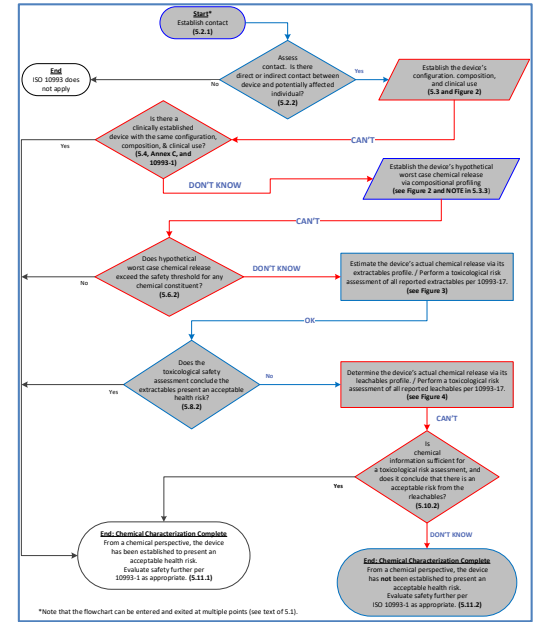 Start*
Establish contact
(5.2.1)
Assess
contact. Is there
direct or indirect contact between
device and potentially affected
individual?
(5.2.2)
No
Yes
End
ISO 10993 does
not apply
Establish the device's
configuration. composition,
and clinical use
(5.3 and Figure 2)
CAN'T
Is there a
clinically established
device with the same configuration,
composition, & clinical use?
(5.4, Annex C, and
10993-1)
Yes
DON'T KNOW
Establish the device's hypothetical
worst case chemical release
via compositional profiling
(see Figure 2 and NOTE in 5.3.3)
CAN'T
Does hypothetical
worst case chemical release
exceed the safety threshold for any
chemical constituent?
(5.6.2)
No
DON'T KNOW
Estimate the device's actual chemical release via its
extractables profile. / Perform a toxicological risk
assessment of all reported extractables per 10993-17.
(see Figure 3)
OK
Does the
toxicological safety
assessment conclude the
extractables present an acceptable
health risk?
(5.8.2)
Yes
No
Determine the device's actual chemical release via its
leachables profile. / Perform a toxicological risk
assessment of all reported leachables per 10993-17.
(see Figure 4)
CAN'T
Is
chemical
information sufficient for
a toxicological risk assessment, and
does it conclude that there is an
acceptable risk from the
rleachables?
(5.10.2)
Yes
DON'T KNOW
End: Chemical Characterization Complete
From a chemical perspective, the device
has been established to present an
acceptable health risk.
Evaluate safety further per
10993-1 as appropriate. (5.11.1)
End: Chemical Characterization Complete
From a chemical perspective, the device
has not been established to present an
acceptable health risk.
Evaluate safety further per
ISO 10993-1 as appropriate. (5.11.2)
*Note that the flowchart can be entered and exited at multiple points (see text of 5.1).